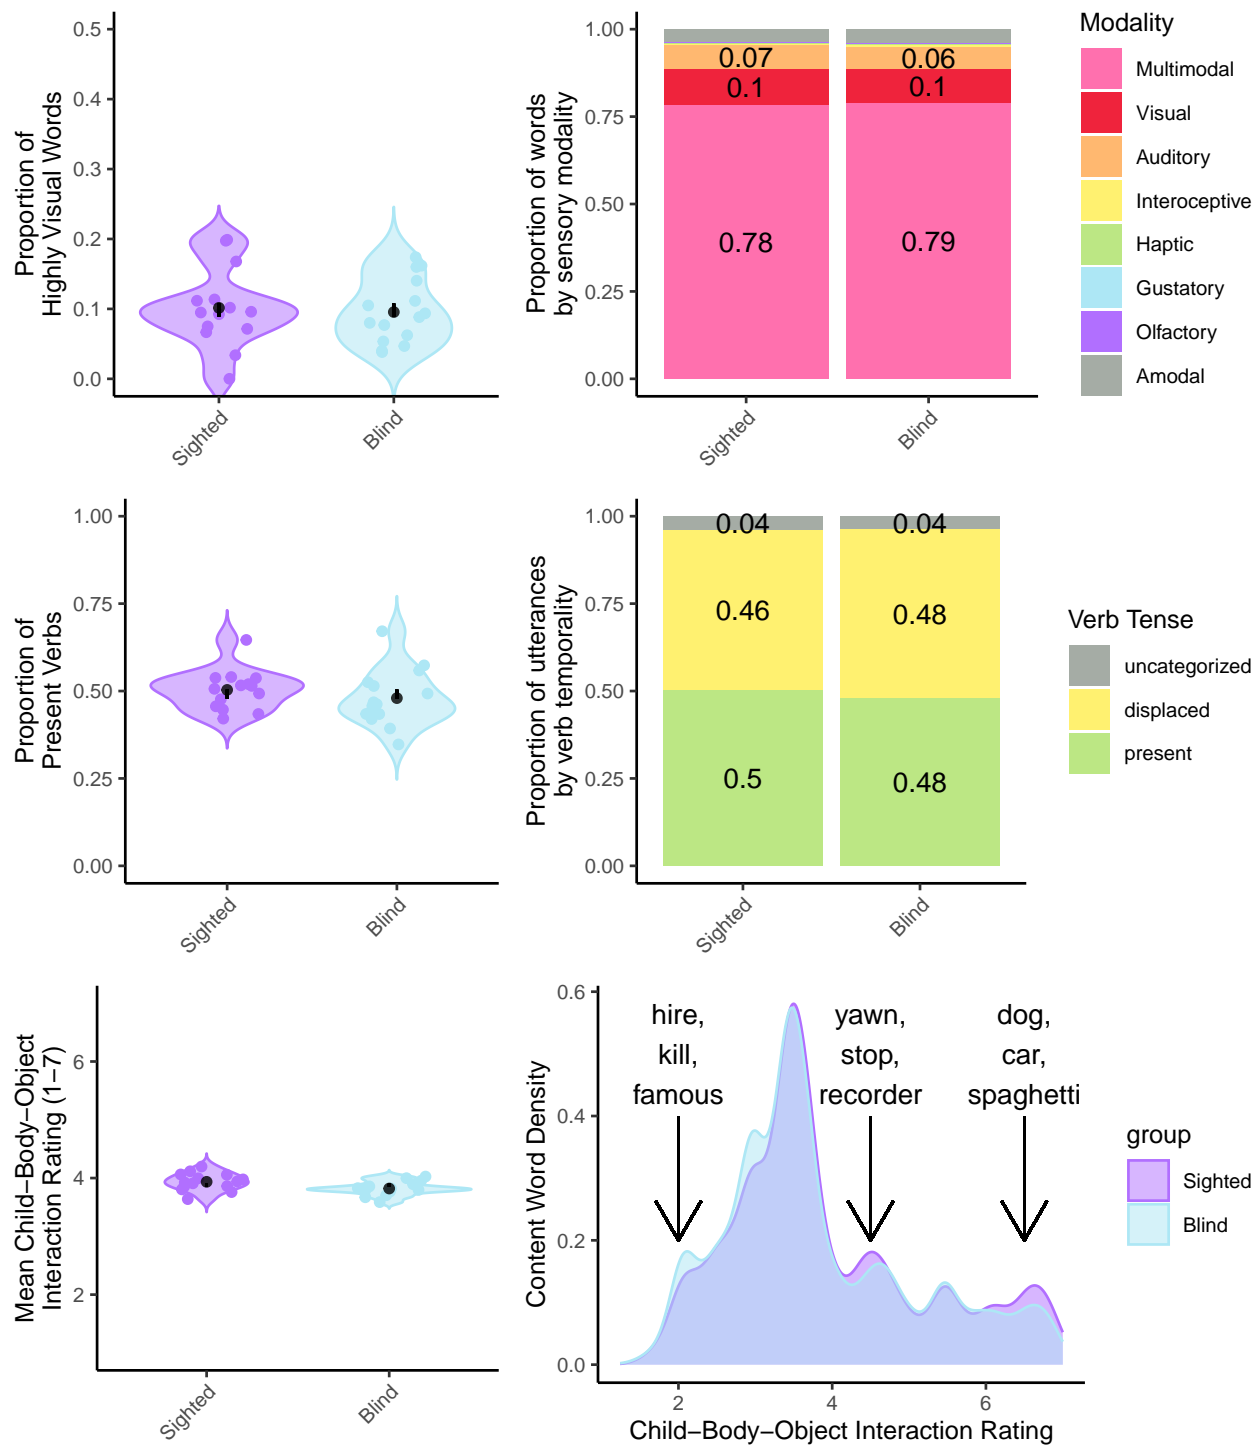 Proportion of
Highly Visual Words
0.5
0.4
0.3
0.2
0.1
0.0
Sighted
Blind
Proportion of words
by sensory modality
1.00
0.75
0.50
0.25
0.00
0.07
0.1
0.78
0.06
0.1
0.79
Sighted
Blind
Modality
Multimodal
Visual
Auditory
Interoceptive
Haptic
Gustatory
Olfactory
Amodal
Proportion of
Present Verbs
1.00
0.75
0.50
0.25
0.00
Sighted
Blind
Proportion of utterances
by verb temporality
1.00
0.75
0.50
0.25
0.00
0.04
0.46
0.5
0.04
0.48
0.48
Sighted
Blind
Verb Tense
uncategorized
displaced
present
Mean Child−Body−Object
Interaction Rating (1−7)
6
4
2
Sighted
Blind
Content Word Density
0.6
0.4
0.2
0.0
hire,
kill,
famous
yawn,
stop,
recorder
dog,
car,
spaghetti
2
4
6
Child−Body−Object Interaction Rating
group
Sighted
Blind